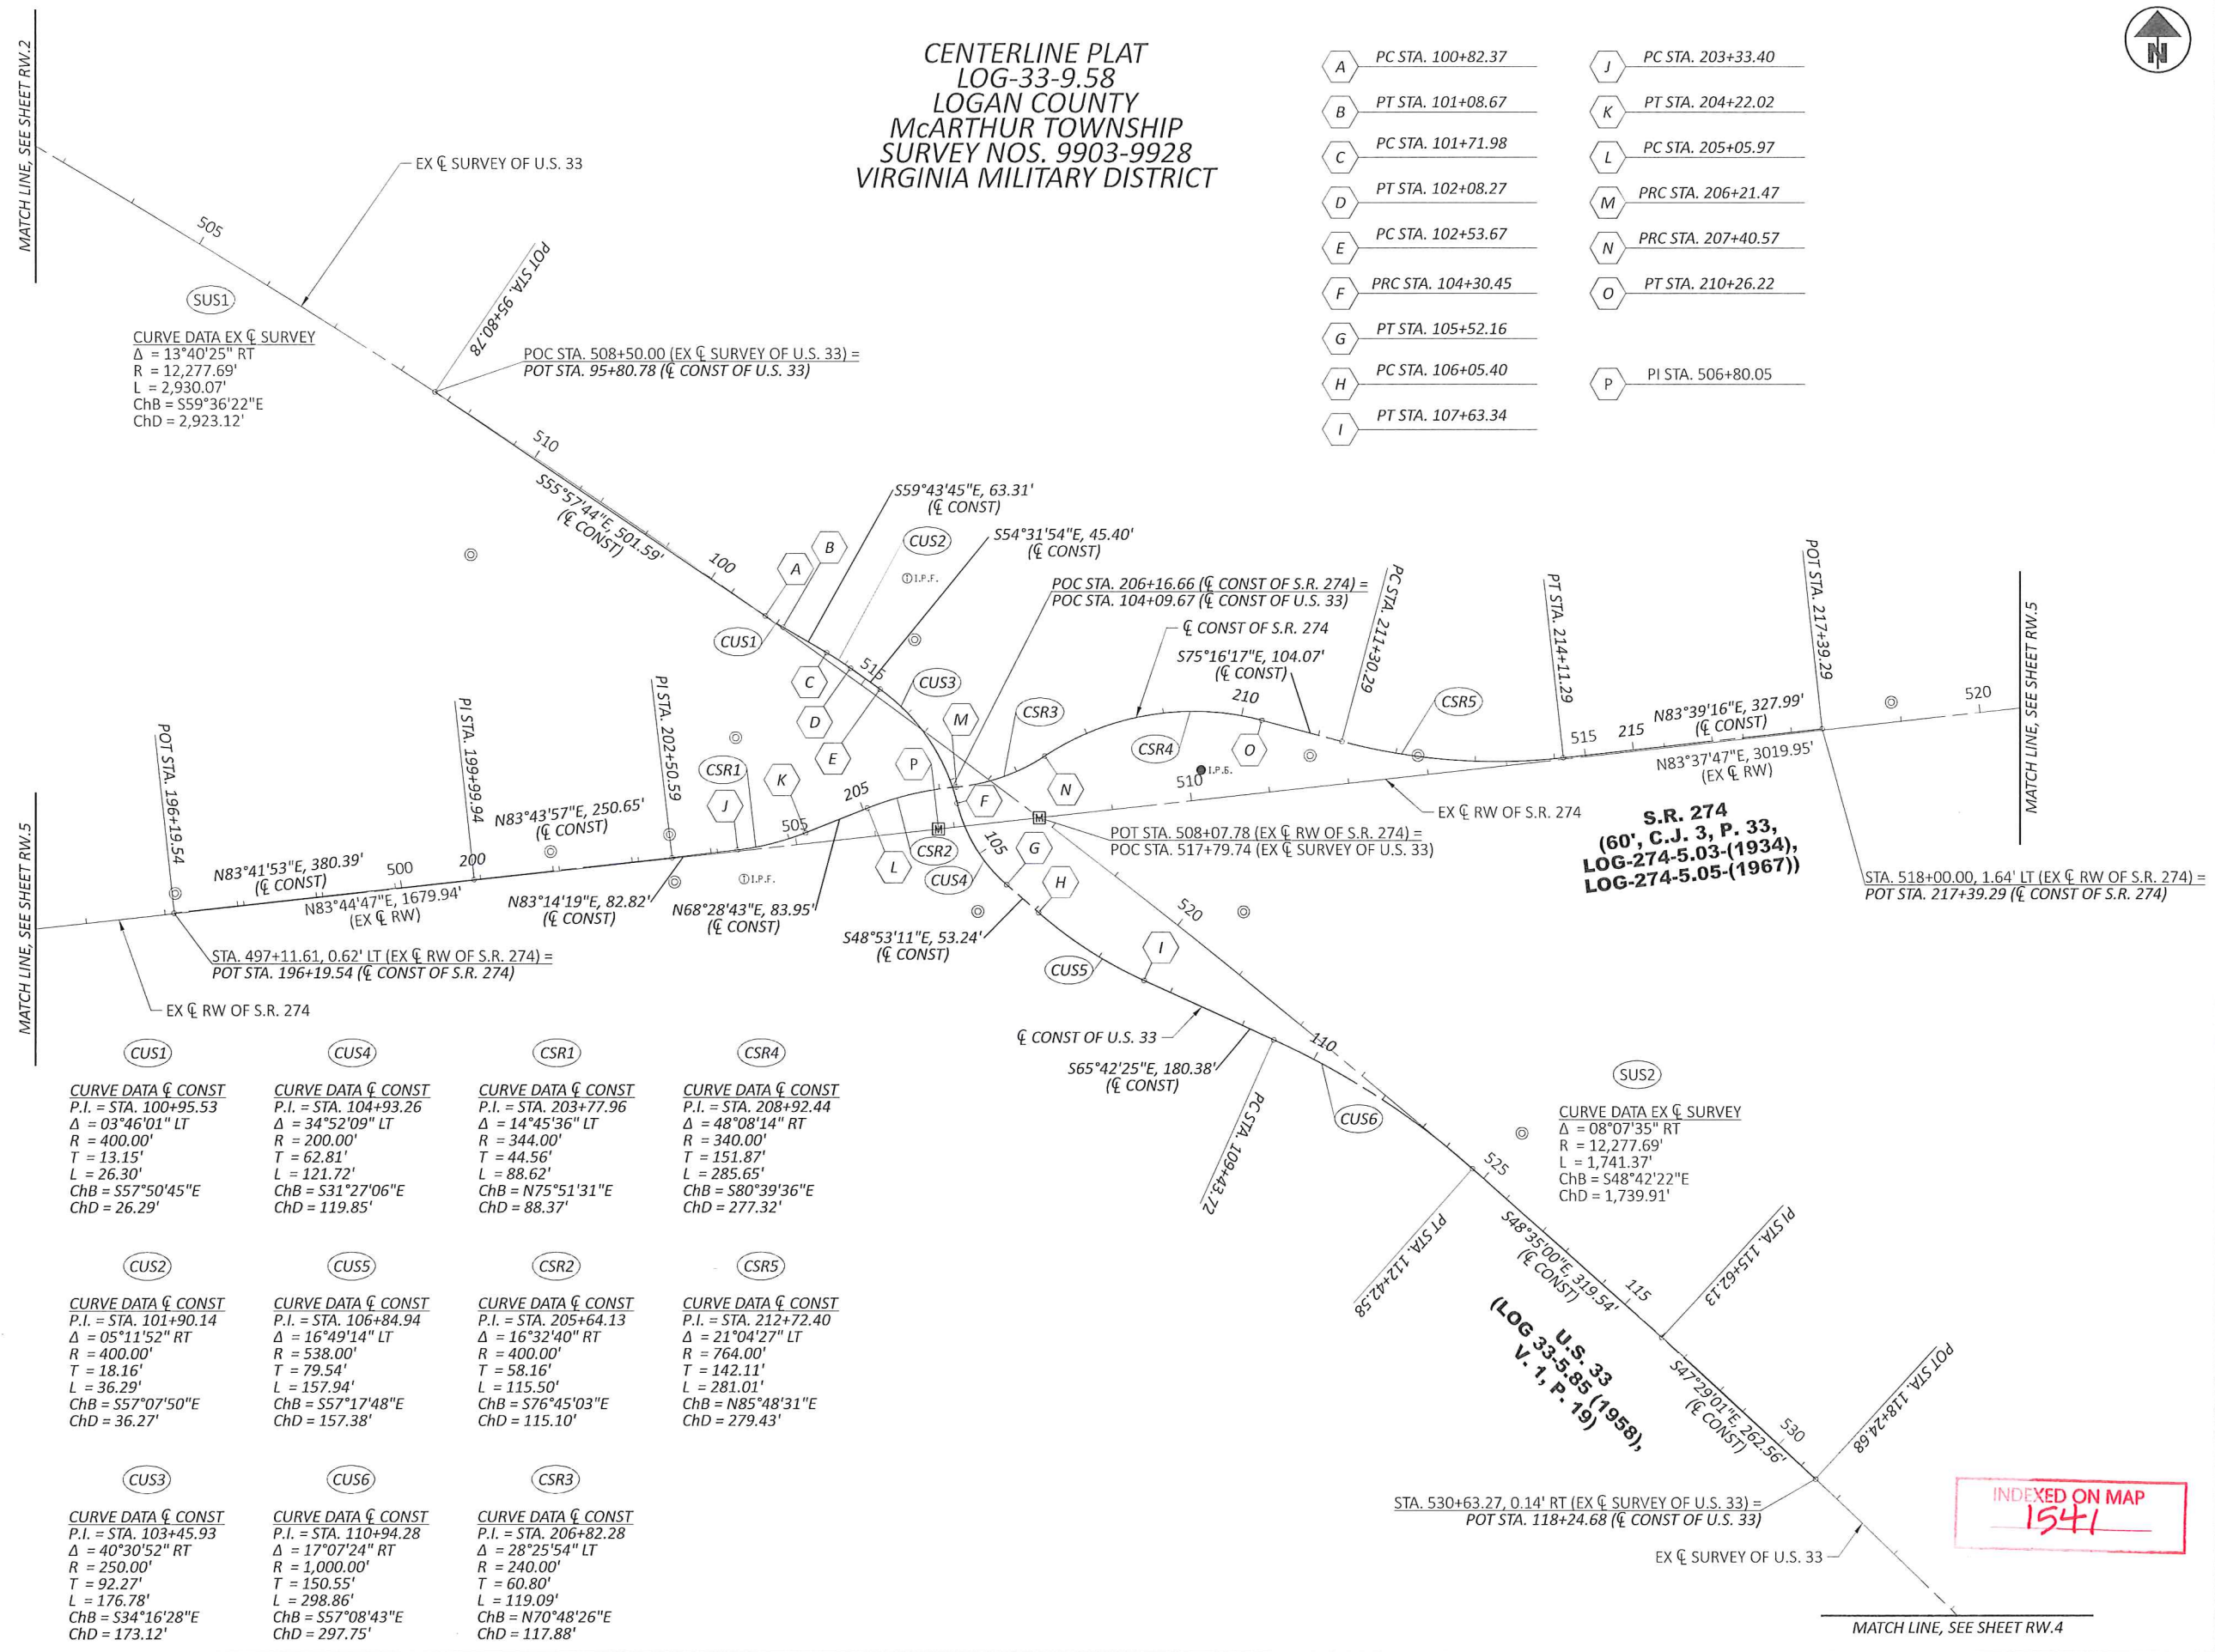 MATCH LINE, SEE SHEET RW.2
CENTERLINE PLAT
LOG-33-9.58
LOGAN COUNTY
McARTHUR TOWNSHIP
SURVEY NOS. 9903-9928
VIRGINIA MILITARY DISTRICT
A PC STA. 100+82.37
B PT STA. 101+08.67
C PC STA. 101+71.98
D PT STA. 102+08.27
E PC STA. 102+53.67
F PRC STA. 104+30.45
G PT STA. 105+52.16
H PC STA. 106+05.40
I PT STA. 107+63.34
J PC STA. 203+33.40
K PT STA. 204+22.02
L PC STA. 205+05.97
M PRC STA. 206+21.47
N PRC STA. 207+40.57
O PT STA. 210+26.22
P PI STA. 506+80.05
N
EX ℄ SURVEY OF U.S. 33
505
POT STA. 95+80.78
SUS1
CURVE DATA EX ℄ SURVEY
Δ = 13°40'25" RT
R = 12,277.69'
L = 2,930.07'
ChB = S59°36'22"E
ChD = 2,923.12'
POC STA. 508+50.00 (EX ℄ SURVEY OF U.S. 33) =
POT STA. 95+80.78 (℄ CONST OF U.S. 33)
510
S55°57'44"E, 501.59'
(℄ CONST)
100
S59°43'45"E, 63.31'
(℄ CONST)
S54°31'54"E, 45.40'
(℄ CONST)
A
B
CUS2
I.P.F.
CUS1
C
D
E
515
CUS3
POC STA. 206+16.66 (℄ CONST OF S.R. 274) =
POC STA. 104+09.67 (℄ CONST OF U.S. 33)
℄ CONST OF S.R. 274
S75°16'17"E, 104.07'
(℄ CONST)
210
PC STA. 211+30.29
PT STA. 214+11.29
POT STA. 217+39.29
MATCH LINE, SEE SHEET RW.5
M
CSR3
CSR4
O
CSR5
515
215
N83°39'16"E, 327.99'
(℄ CONST)
520
N83°37'47"E, 3019.95'
(EX ℄ RW)
I.P.S.
510
N
F
P
POT STA. 196+19.54
PI STA. 199+99.94
PI STA. 202+50.59
CSR1
J
K
205
505
N83°43'57"E, 250.65'
(℄ CONST)
200
500
N83°41'53"E, 380.39'
(℄ CONST)
N83°44'47"E, 1679.94'
(EX ℄ RW)
N83°14'19"E, 82.82'
(℄ CONST)
I.P.F.
N68°28'43"E, 83.95'
(℄ CONST)
L
CSR2
CUS4
105
G
H
M
M
EX ℄ RW OF S.R. 274
POT STA. 508+07.78 (EX ℄ RW OF S.R. 274) =
POC STA. 517+79.74 (EX ℄ SURVEY OF U.S. 33)
S.R. 274
(60', C.J. 3, P. 33,
LOG-274-5.03-(1934),
LOG-274-5.05-(1967))
STA. 518+00.00, 1.64' LT (EX ℄ RW OF S.R. 274) =
POT STA. 217+39.29 (℄ CONST OF S.R. 274)
MATCH LINE, SEE SHEET RW.5
STA. 497+11.61, 0.62' LT (EX ℄ RW OF S.R. 274) =
POT STA. 196+19.54 (℄ CONST OF S.R. 274)
EX ℄ RW OF S.R. 274
S48°53'11"E, 53.24'
(℄ CONST)
520
CUS5
I
℄ CONST OF U.S. 33
S65°42'25"E, 180.38'
(℄ CONST)
110
PC STA. 109+43.72
CUS6
SUS2
CURVE DATA EX ℄ SURVEY
Δ = 08°07'35" RT
R = 12,277.69'
L = 1,741.37'
ChB = S48°42'22"E
ChD = 1,739.91'
525
PT STA. 112+42.58
S48°35'00"E, 319.54'
(℄ CONST)
115
PI STA. 115+62.13
U.S. 33
(LOG 33-5.85 (1958),
V. 1, P. 19)
S47°29'01"E, 262.56'
(℄ CONST)
530
POT STA. 118+24.68
STA. 530+63.27, 0.14' RT (EX ℄ SURVEY OF U.S. 33) =
POT STA. 118+24.68 (℄ CONST OF U.S. 33)
EX ℄ SURVEY OF U.S. 33
MATCH LINE, SEE SHEET RW.4
INDEXED ON MAP
1541
CUS1
CURVE DATA ℄ CONST
P.I. = STA. 100+95.53
Δ = 03°46'01" LT
R = 400.00'
T = 13.15'
L = 26.30'
ChB = S57°50'45"E
ChD = 26.29'
CUS4
CURVE DATA ℄ CONST
P.I. = STA. 104+93.26
Δ = 34°52'09" LT
R = 200.00'
T = 62.81'
L = 121.72'
ChB = S31°27'06"E
ChD = 119.85'
CSR1
CURVE DATA ℄ CONST
P.I. = STA. 203+77.96
Δ = 14°45'36" LT
R = 344.00'
T = 44.56'
L = 88.62'
ChB = N75°51'31"E
ChD = 88.37'
CSR4
CURVE DATA ℄ CONST
P.I. = STA. 208+92.44
Δ = 48°08'14" RT
R = 340.00'
T = 151.87'
L = 285.65'
ChB = S80°39'36"E
ChD = 277.32'
CUS2
CURVE DATA ℄ CONST
P.I. = STA. 101+90.14
Δ = 05°11'52" RT
R = 400.00'
T = 18.16'
L = 36.29'
ChB = S57°07'50"E
ChD = 36.27'
CUS5
CURVE DATA ℄ CONST
P.I. = STA. 106+84.94
Δ = 16°49'14" LT
R = 538.00'
T = 79.54'
L = 157.94'
ChB = S57°17'48"E
ChD = 157.38'
CSR2
CURVE DATA ℄ CONST
P.I. = STA. 205+64.13
Δ = 16°32'40" RT
R = 400.00'
T = 58.16'
L = 115.50'
ChB = S76°45'03"E
ChD = 115.10'
CSR5
CURVE DATA ℄ CONST
P.I. = STA. 212+72.40
Δ = 21°04'27" LT
R = 764.00'
T = 142.11'
L = 281.01'
ChB = N85°48'31"E
ChD = 279.43'
CUS3
CURVE DATA ℄ CONST
P.I. = STA. 103+45.93
Δ = 40°30'52" RT
R = 250.00'
T = 92.27'
L = 176.78'
ChB = S34°16'28"E
ChD = 173.12'
CUS6
CURVE DATA ℄ CONST
P.I. = STA. 110+94.28
Δ = 17°07'24" RT
R = 1,000.00'
T = 150.55'
L = 298.86'
ChB = S57°08'43"E
ChD = 297.75'
CSR3
CURVE DATA ℄ CONST
P.I. = STA. 206+82.28
Δ = 28°25'54" LT
R = 240.00'
T = 60.80'
L = 119.09'
ChB = N70°48'26"E
ChD = 117.88'